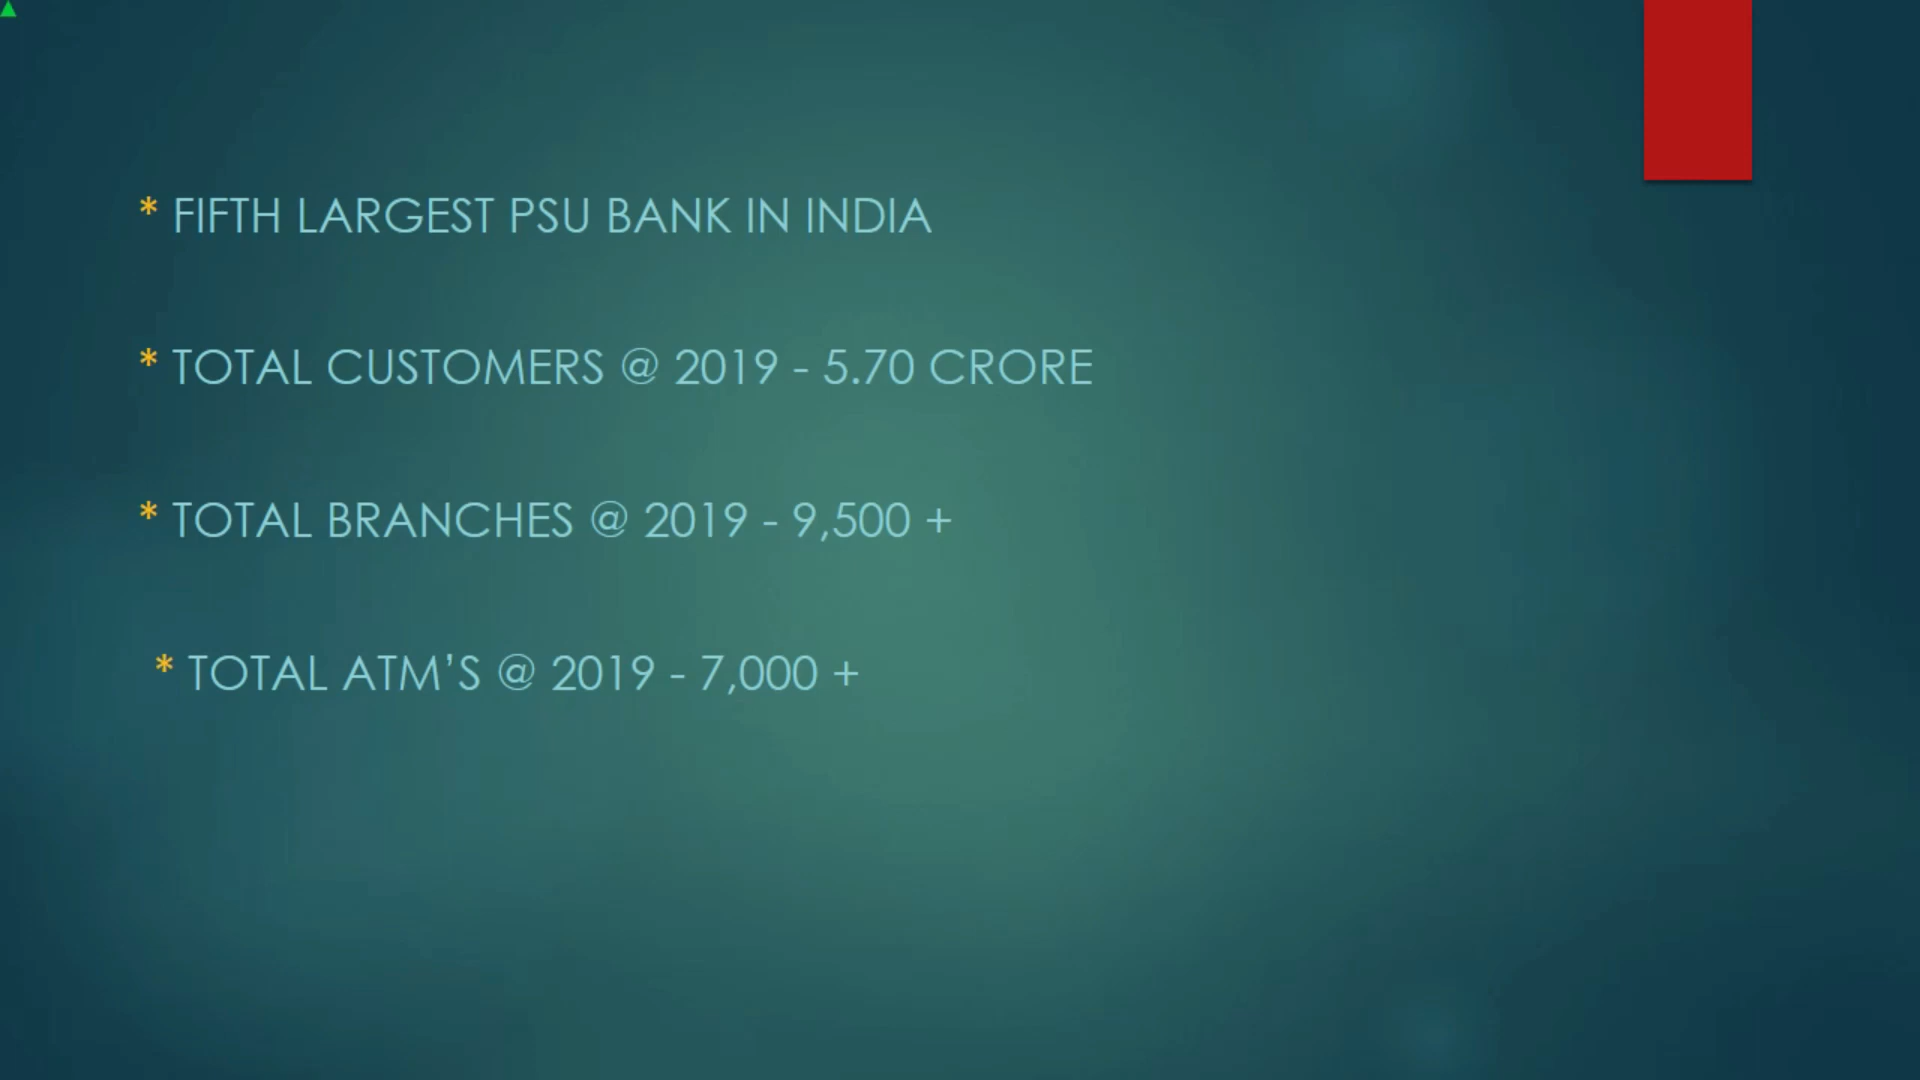 * FIFTH LARGEST PSU BANK IN INDIA
* TOTAL CUSTOMERS @ 2019 - 5.70 CRORE
* TOTAL BRANCHES @ 2019 - 9,500 +
* TOTAL ATM’S @ 2019 - 7,000 +